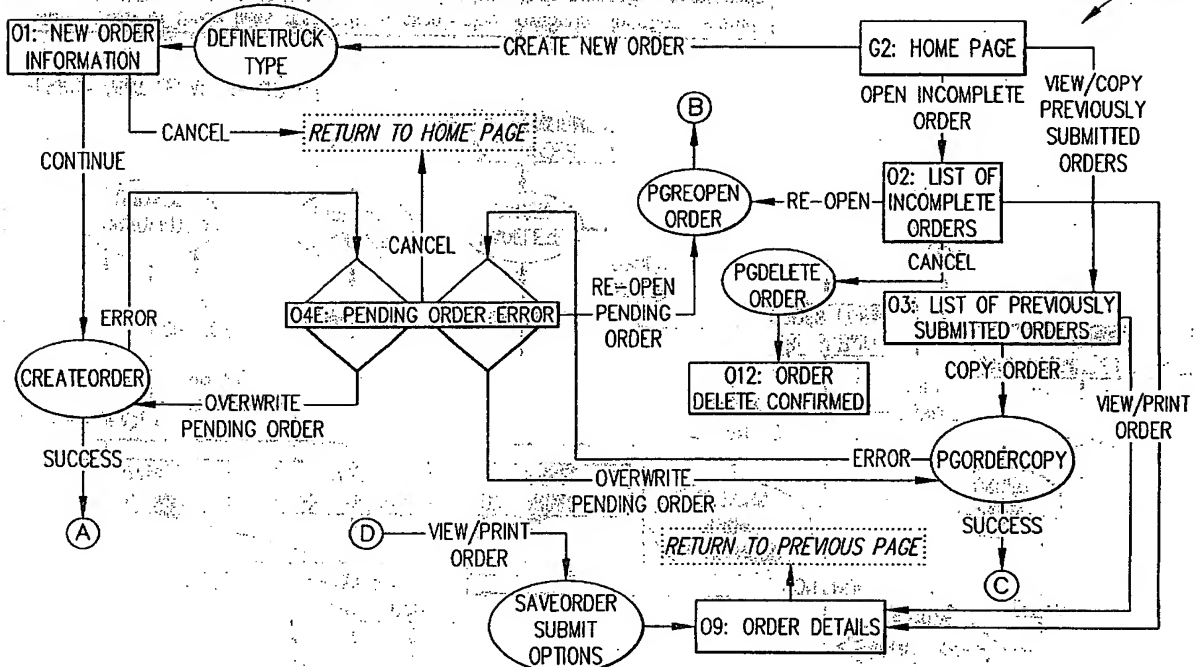 O1: NEW ORDER
INFORMATION
DEFINETRUCK
TYPE
CREATE NEW ORDER
G2: HOME PAGE
OPEN INCOMPLETE
ORDER
VIEW/COPY
PREVIOUSLY
SUBMITTED
ORDERS
B
CANCEL
RETURN TO HOME PAGE
CONTINUE
PGREOPEN
ORDER
RE-OPEN
O2: LIST OF
INCOMPLETE
ORDERS
CANCEL
CANCEL
PGDELETE
ORDER
RE-OPEN
PENDING
ORDER
ERROR
O4E: PENDING ORDER ERROR
O3: LIST OF PREVIOUSLY
SUBMITTED ORDERS
CREATEORDER
O12: ORDER
DELETE CONFIRMED
COPY ORDER
VIEW/PRINT
ORDER
OVERWRITE
PENDING ORDER
SUCCESS
ERROR
PGORDERCOPY
OVERWRITE
PENDING ORDER
A
D
VIEW/PRINT
ORDER
RETURN TO PREVIOUS PAGE
SUCCESS
C
SAVEORDER
SUBMIT
OPTIONS
O9: ORDER DETAILS